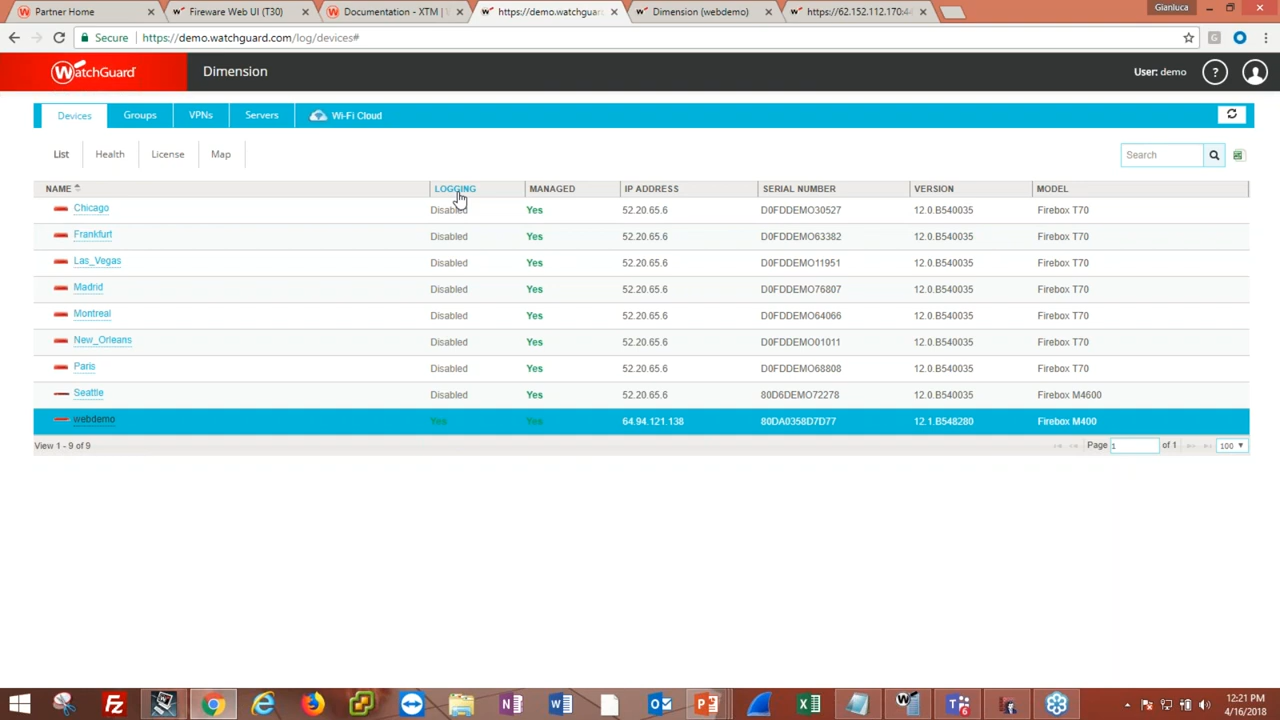 Partner Home
Fireware Web UI (T30)
Documentation - XTM |
https://demo.watchguar
Dimension (webdemo)
https://62.152.112.170:4
Gianluca
Secure
https://demo.watchguard.com/log/devices#
WatchGuard
Dimension
User: demo
?
Devices
Groups
VPNs
Servers
Wi-Fi Cloud
List
Health
License
Map
Search
NAME LOGGING MANAGED IP ADDRESS SERIAL NUMBER VERSION MODEL
Chicago Disabled Yes 52.20.65.6 D0FDDEMO30527 12.0.B540035 Firebox T70
Frankfurt Disabled Yes 52.20.65.6 D0FDDEMO63382 12.0.B540035 Firebox T70
Las_Vegas Disabled Yes 52.20.65.6 D0FDDEMO11951 12.0.B540035 Firebox T70
Madrid Disabled Yes 52.20.65.6 D0FDDEMO76807 12.0.B540035 Firebox T70
Montreal Disabled Yes 52.20.65.6 D0FDDEMO64066 12.0.B540035 Firebox T70
New_Orleans Disabled Yes 52.20.65.6 D0FDDEMO01011 12.0.B540035 Firebox T70
Paris Disabled Yes 52.20.65.6 D0FDDEMO68808 12.0.B540035 Firebox T70
Seattle Disabled Yes 52.20.65.6 80D6DEMO72278 12.0.B540035 Firebox M4600
webdemo Yes Yes 64.94.121.138 80DA0358D7D77 12.1.B548280 Firebox M400
View 1 - 9 of 9
Page 1 of 1
100
12:21 PM
4/16/2018